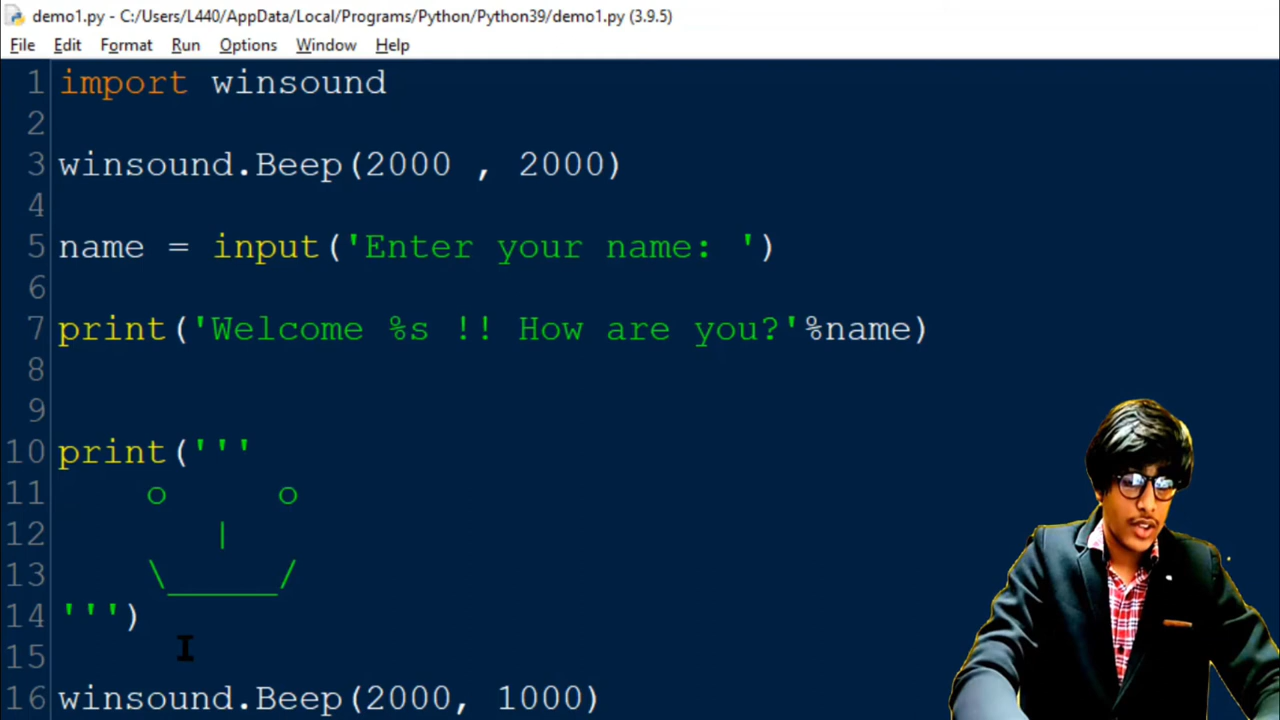 demo1.py - C:/Users/L440/AppData/Local/Programs/Python/Python39/demo1.py (3.9.5)
File Edit Format Run Options Window Help
1 import winsound
2
3 winsound.Beep(2000 , 2000)
4
5 name = input('Enter your name: ')
6
7 print('Welcome %s !! How are you?'%name)
8
9
10 print('''
11     o     o
12        |
13     \_____/
14 ''')
15
16 winsound.Beep(2000, 1000)